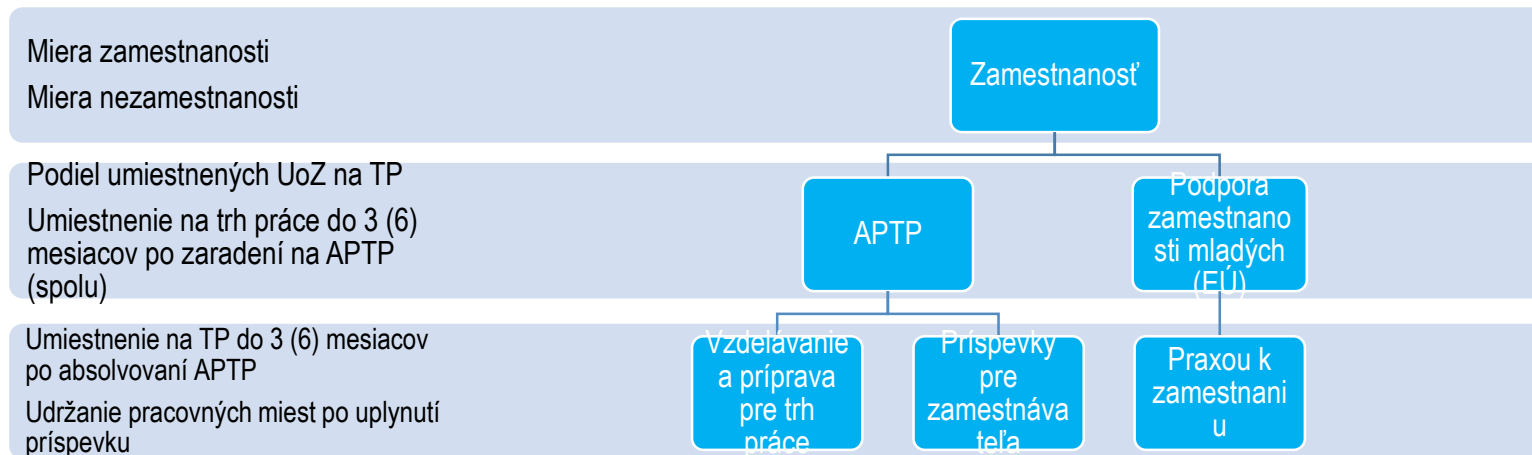 Miera zamestnanosti
Miera nezamestnanosti
Zamestnanosť
Podiel umiestnených UoZ na TP
Umiestnenie na trh práce do 3 (6)
mesiacov po zaradení na APTP
(spolu)
APTP
Podpora
zamestnano
sti mladých
(EÚ)
Umiestnenie na TP do 3 (6) mesiacov
po absolvovaní APTP
Udržanie pracovných miest po uplynutí
príspevku
Vzdelávanie
a príprava
pre trh
práce
Príspevky
pre
zamestnáva
teľa
Praxou k
zamestnani
u